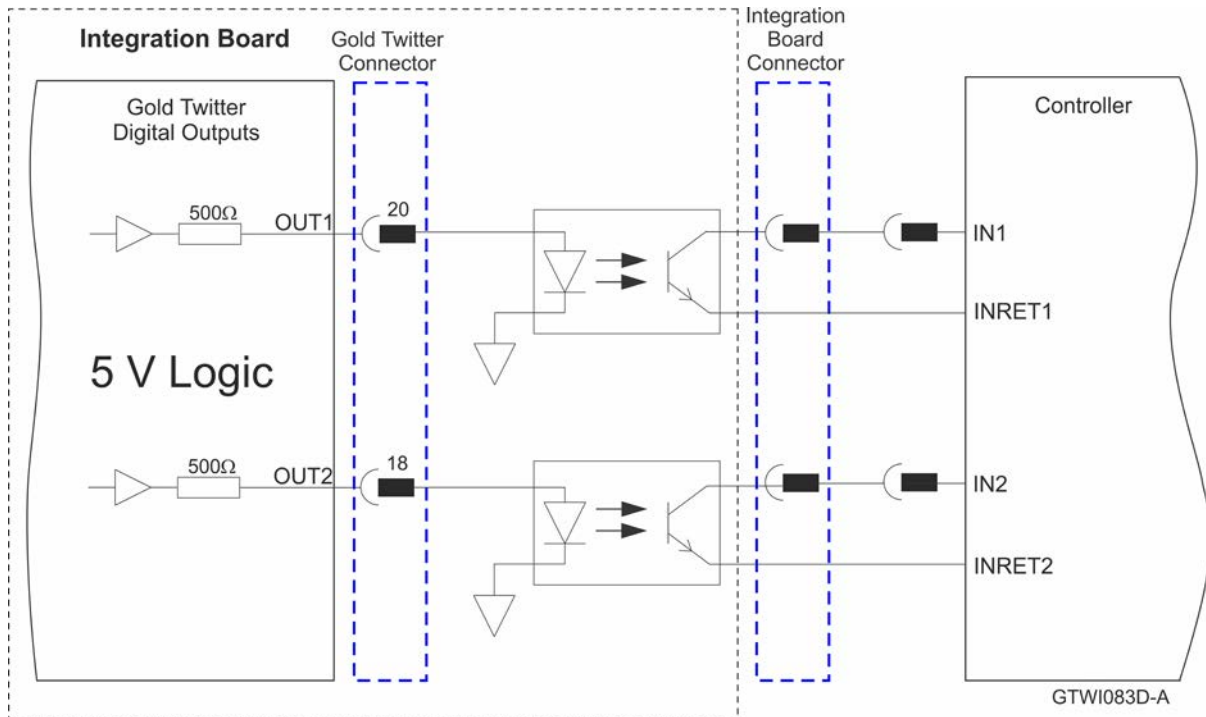 Integration Board
Gold Twitter
Connector
Integration
Board
Connector
Gold Twitter
Digital Outputs
Controller
500Ω
OUT1
20
IN1
INRET1
5 V Logic
500Ω
OUT2
18
IN2
INRET2
GTWI083D-A